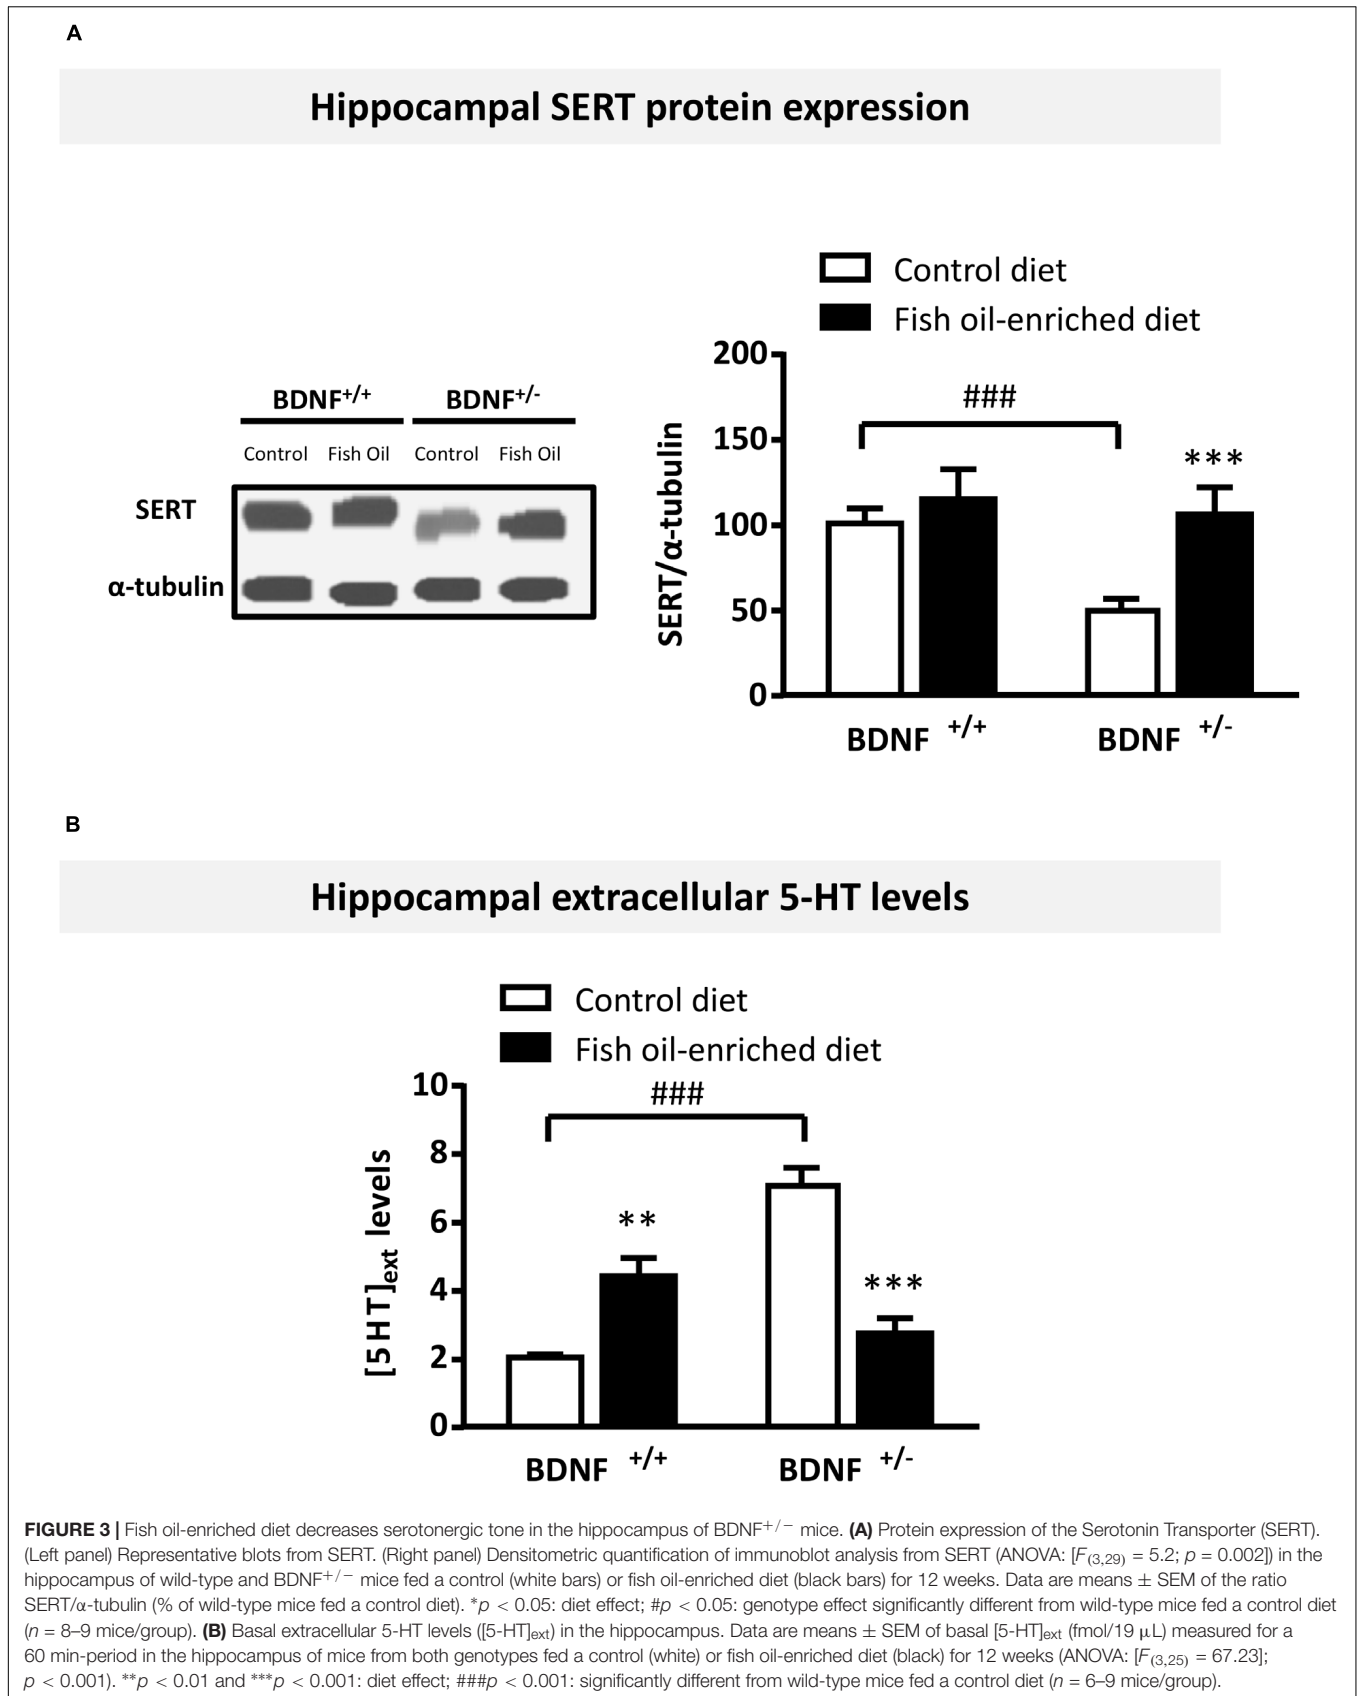 A
Hippocampal SERT protein expression
Control diet
Fish oil-enriched diet
BDNF+/+ BDNF+/-
Control Fish Oil Control Fish Oil
SERT
α-tubulin
SERT/α-tubulin
200
150
100
50
0
###
***
BDNF +/+ BDNF +/-
B
Hippocampal extracellular 5-HT levels
Control diet
Fish oil-enriched diet
[5HT]ext levels
10
8
6
4
2
0
###
**
***
BDNF +/+ BDNF +/-
FIGURE 3 | Fish oil-enriched diet decreases serotonergic tone in the hippocampus of BDNF+/− mice. (A) Protein expression of the Serotonin Transporter (SERT).
(Left panel) Representative blots from SERT. (Right panel) Densitometric quantification of immunoblot analysis from SERT (ANOVA: [F(3,29) = 5.2; p = 0.002]) in the
hippocampus of wild-type and BDNF+/− mice fed a control (white bars) or fish oil-enriched diet (black bars) for 12 weeks. Data are means ± SEM of the ratio
SERT/α-tubulin (% of wild-type mice fed a control diet). *p < 0.05: diet effect; #p < 0.05: genotype effect significantly different from wild-type mice fed a control diet
(n = 8–9 mice/group). (B) Basal extracellular 5-HT levels ([5-HT]ext) in the hippocampus. Data are means ± SEM of basal [5-HT]ext (fmol/19 μL) measured for a
60 min-period in the hippocampus of mice from both genotypes fed a control (white) or fish oil-enriched diet (black) for 12 weeks (ANOVA: [F(3,25) = 67.23];
p < 0.001). **p < 0.01 and ***p < 0.001: diet effect; ###p < 0.001: significantly different from wild-type mice fed a control diet (n = 6–9 mice/group).